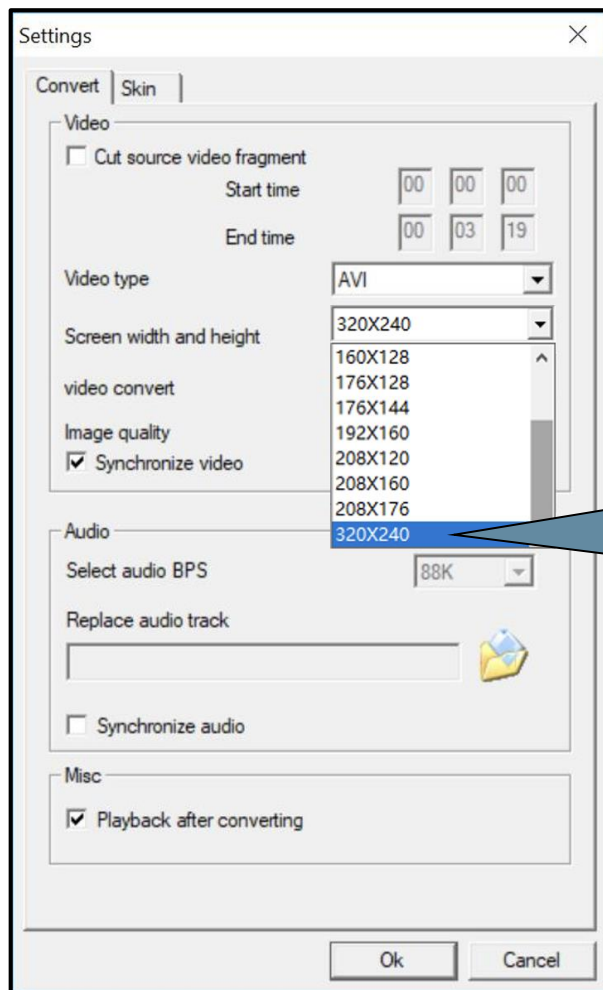 Settings
Convert Skin
Video
Cut source video fragment
Start time 00 00 00
End time 00 03 19
Video type AVI
Screen width and height 320X240
160X128
176X128
176X144
192X160
208X120
208X160
208X176
320X240
video convert
Image quality
Synchronize video
Audio
Select audio BPS 88K
Replace audio track
Synchronize audio
Misc
Playback after converting
Ok Cancel